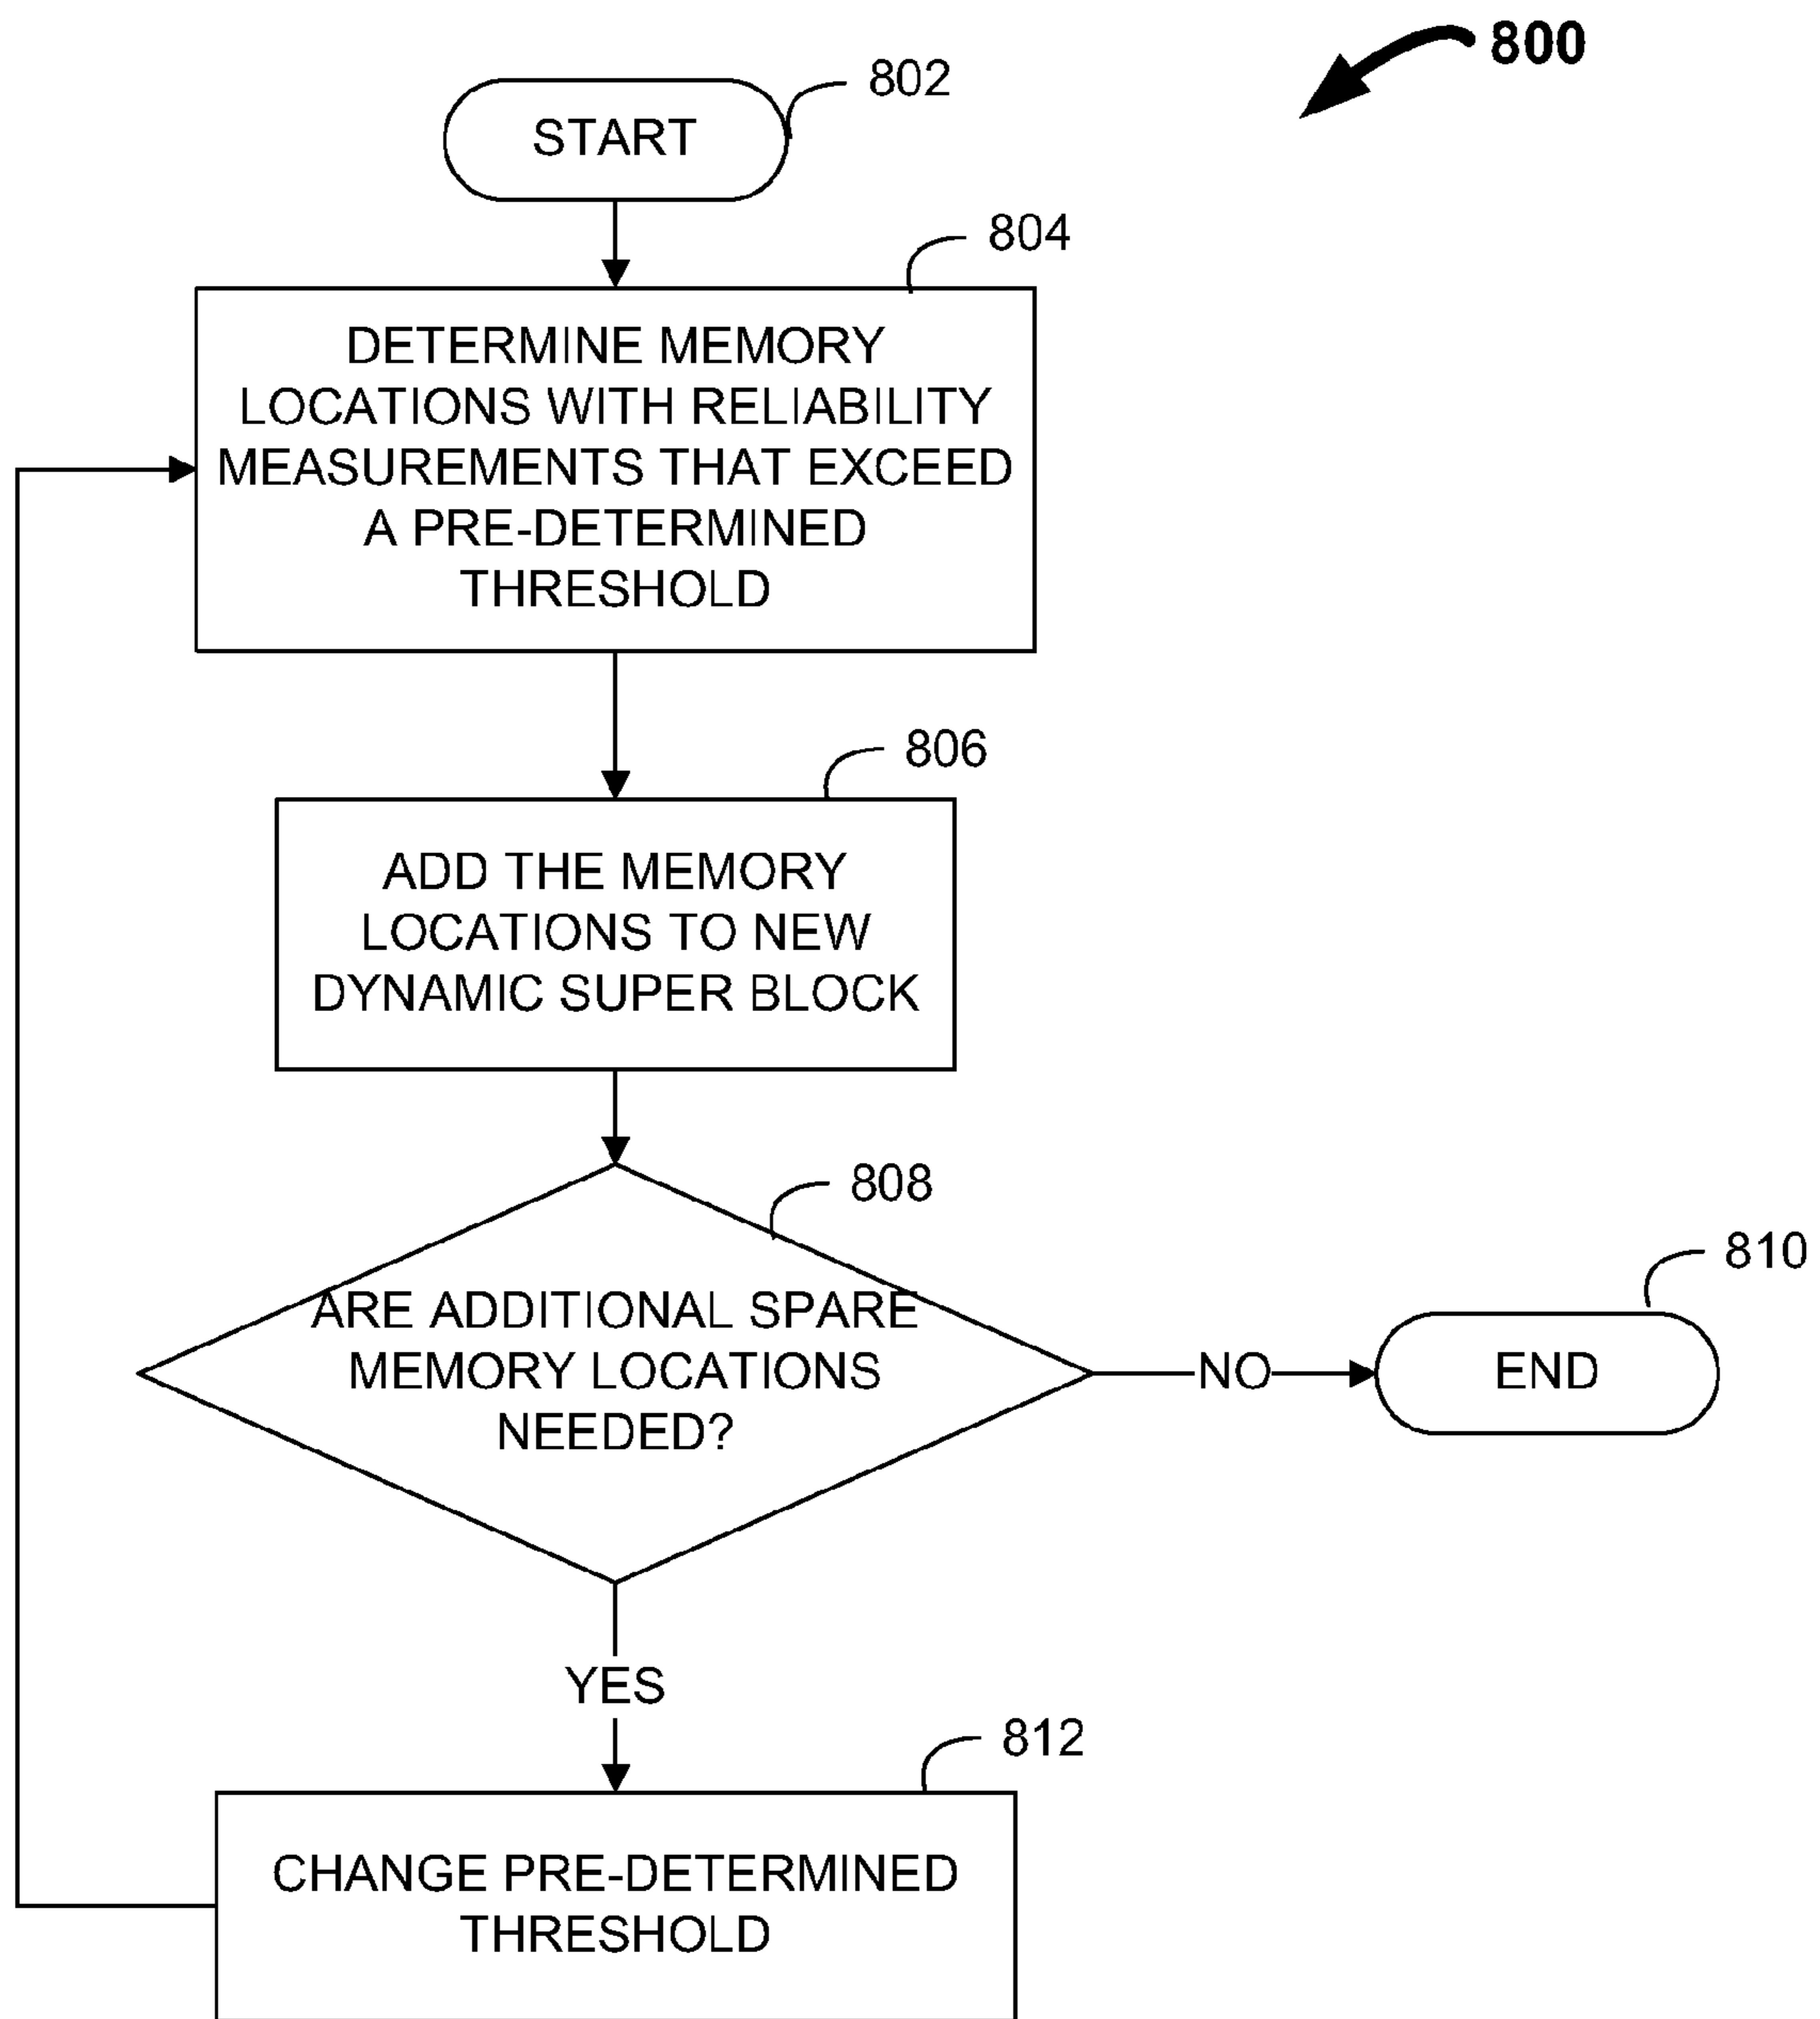 800
802
START
804
DETERMINE MEMORY
LOCATIONS WITH RELIABILITY
MEASUREMENTS THAT EXCEED
A PRE-DETERMINED
THRESHOLD
806
ADD THE MEMORY
LOCATIONS TO NEW
DYNAMIC SUPER BLOCK
808
ARE ADDITIONAL SPARE
MEMORY LOCATIONS
NEEDED?
NO
810
END
YES
812
CHANGE PRE-DETERMINED
THRESHOLD